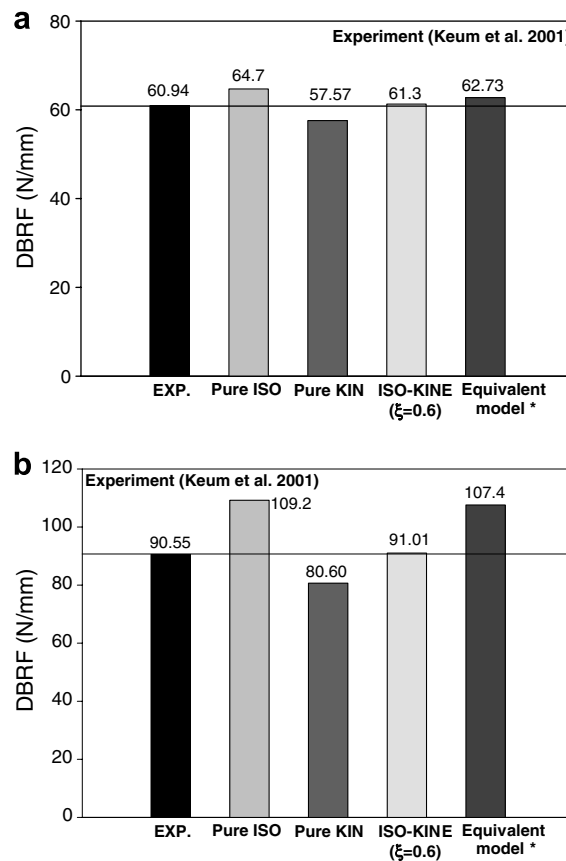 a
80
60
40
20
0
DBRF (N/mm)
Experiment (Keum et al. 2001)
60.94
64.7
57.57
61.3
62.73
EXP.
Pure ISO
Pure KIN
ISO-KINE
(ξ=0.6)
Equivalent
model *
b
120
100
80
60
40
20
0
DBRF (N/mm)
Experiment (Keum et al. 2001)
90.55
109.2
80.60
91.01
107.4
EXP.
Pure ISO
Pure KIN
ISO-KINE
(ξ=0.6)
Equivalent
model *